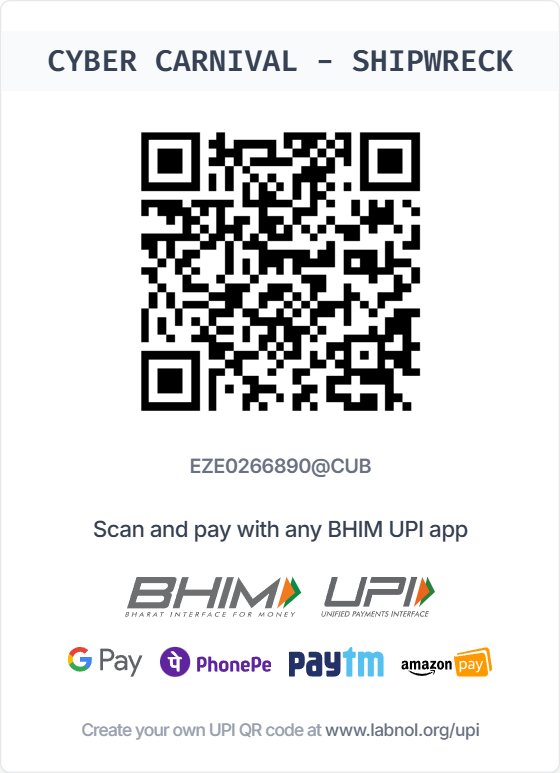 CYBER CARNIVAL - SHIPWRECK
EZE0266890@CUB
Scan and pay with any BHIM UPI app
BHIM UPI
BHARAT INTERFACE FOR MONEY UNIFIED PAYMENTS INTERFACE
G Pay पे PhonePe paytm amazon pay
Create your own UPI QR code at www.labnol.org/upi